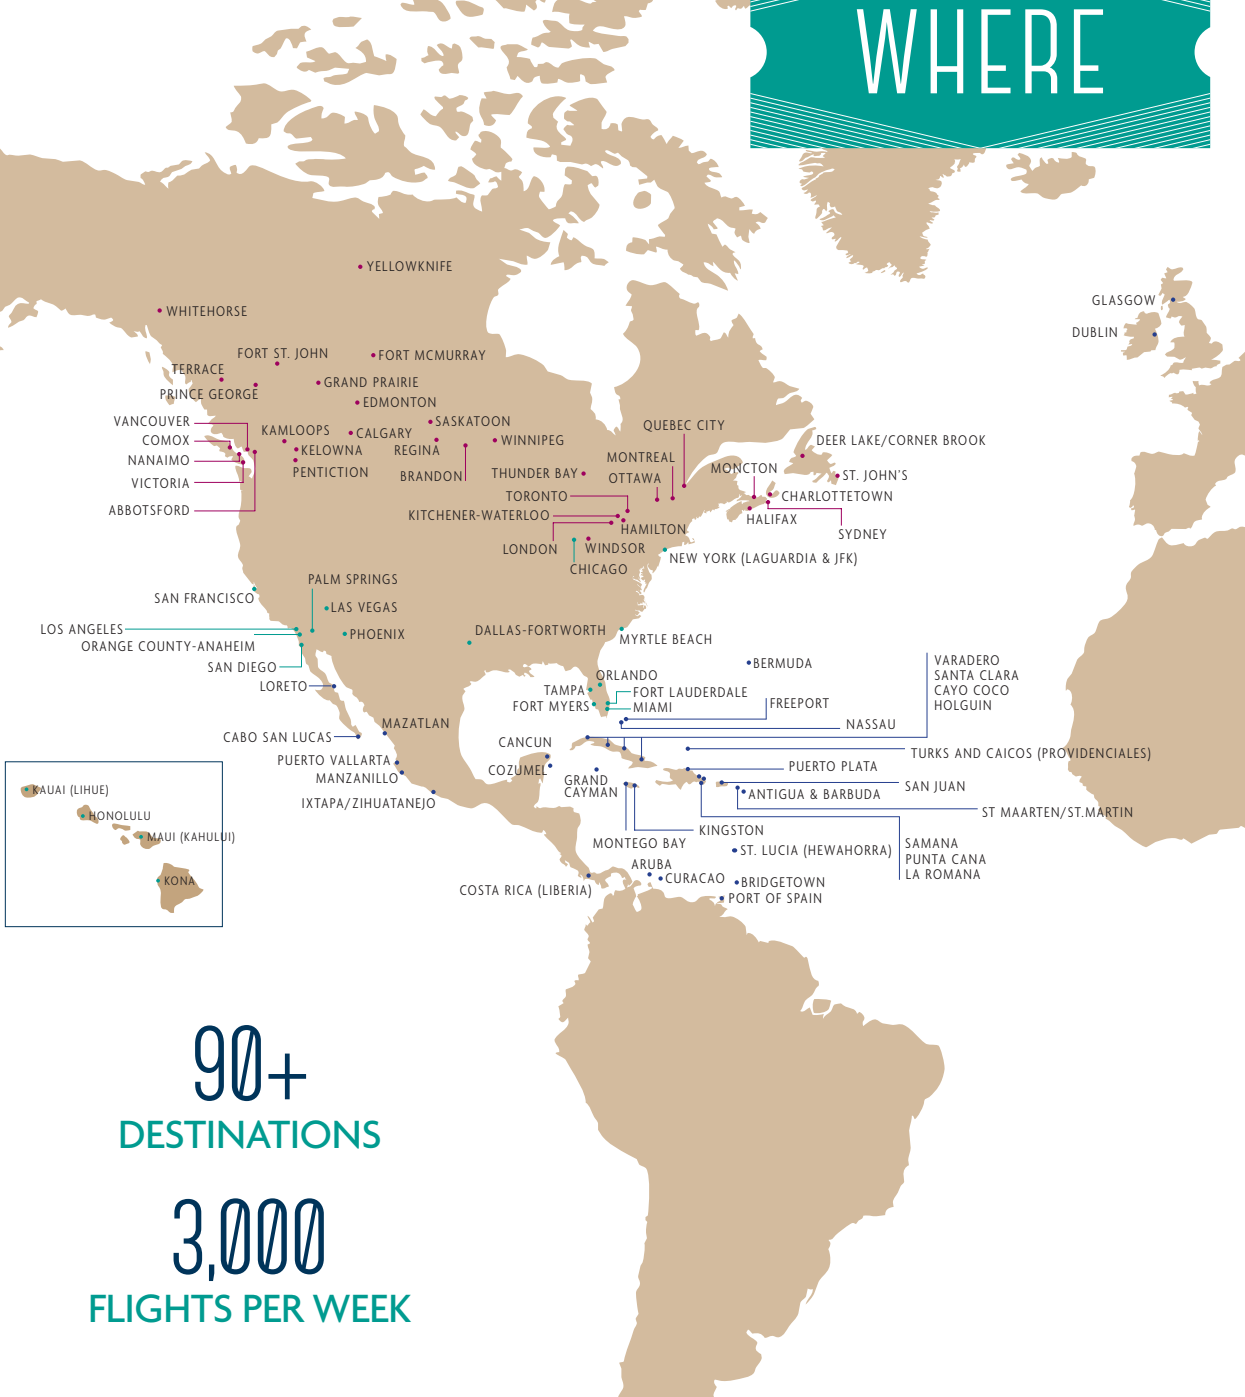 WHERE
YELLOWKNIFE
GLASGOW
WHITEHORSE
DUBLIN
FORT ST. JOHN
FORT MCMURRAY
TERRACE
GRAND PRAIRIE
PRINCE GEORGE
EDMONTON
VANCOUVER
SASKATOON
QUEBEC CITY
KAMLOOPS
CALGARY
COMOX
WINNIPEG
DEER LAKE/CORNER BROOK
KELOWNA
REGINA
NANAIMO
MONTREAL
MONCTON
PENTICTION
BRANDON
THUNDER BAY
OTTAWA
ST. JOHN'S
VICTORIA
TORONTO
CHARLOTTETOWN
ABBOTSFORD
KITCHENER-WATERLOO
HALIFAX
HAMILTON
SYDNEY
LONDON
WINDSOR
NEW YORK (LAGUARDIA & JFK)
CHICAGO
PALM SPRINGS
SAN FRANCISCO
LAS VEGAS
LOS ANGELES
PHOENIX
DALLAS-FORTWORTH
MYRTLE BEACH
ORANGE COUNTY-ANAHEIM
SAN DIEGO
BERMUDA
VARADERO
SANTA CLARA
CAYO COCO
HOLGUIN
ORLANDO
LORETO
TAMPA
FORT LAUDERDALE
FORT MYERS
MIAMI
FREEPORT
MAZATLAN
NASSAU
CABO SAN LUCAS
CANCUN
TURKS AND CAICOS (PROVIDENCIALES)
PUERTO VALLARTA
COZUMEL
PUERTO PLATA
MANZANILLO
GRAND
CAYMAN
SAN JUAN
ANTIGUA & BARBUDA
IXTAPA/ZIHUATANEJO
ST MAARTEN/ST.MARTIN
KAUAI (LIHUE)
HONOLULU
MAUI (KAHULUI)
KONA
KINGSTON
MONTEGO BAY
SAMANA
PUNTA CANA
LA ROMANA
ST. LUCIA (HEWAHORRA)
ARUBA
CURACAO
BRIDGETOWN
COSTA RICA (LIBERIA)
PORT OF SPAIN
90+
DESTINATIONS
3,000
FLIGHTS PER WEEK